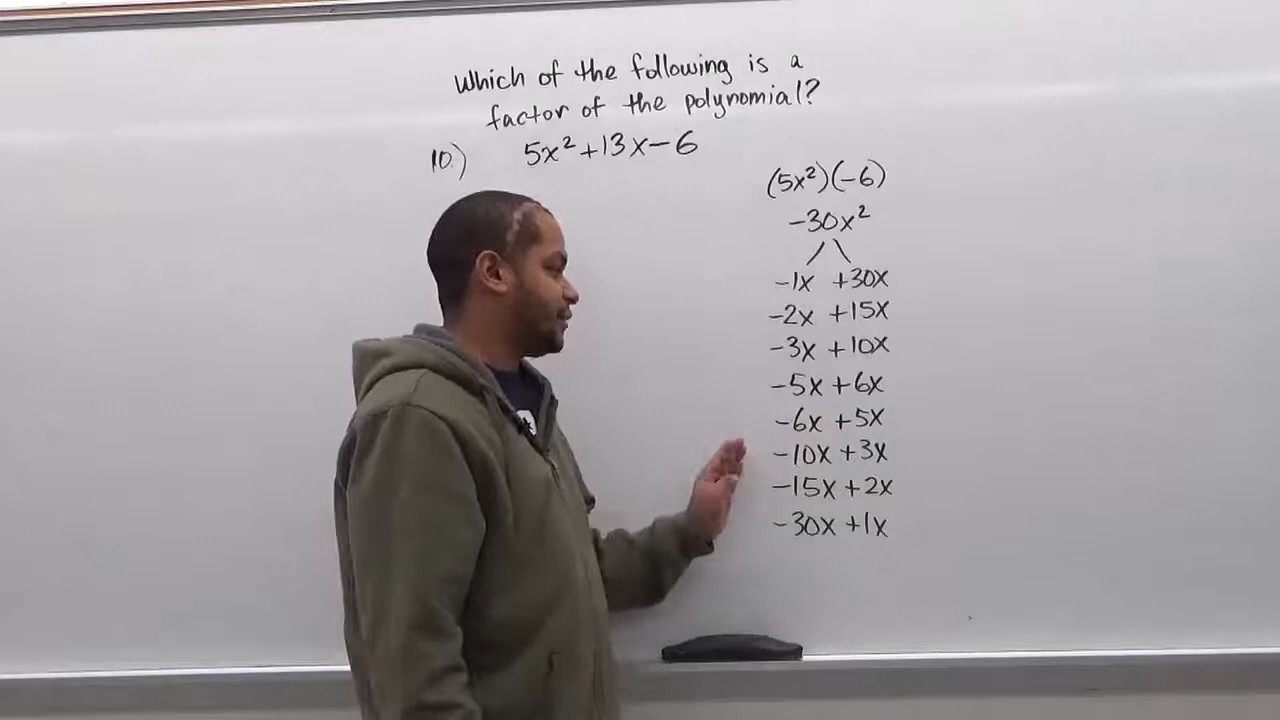 Which of the following is a
factor of the polynomial?
10.) 5x²+13x-6
(5x²)(-6)
-30x²
-1x +30x
-2x +15x
-3x +10x
-5x +6x
-6x +5x
-10x +3x
-15x +2x
-30x +1x